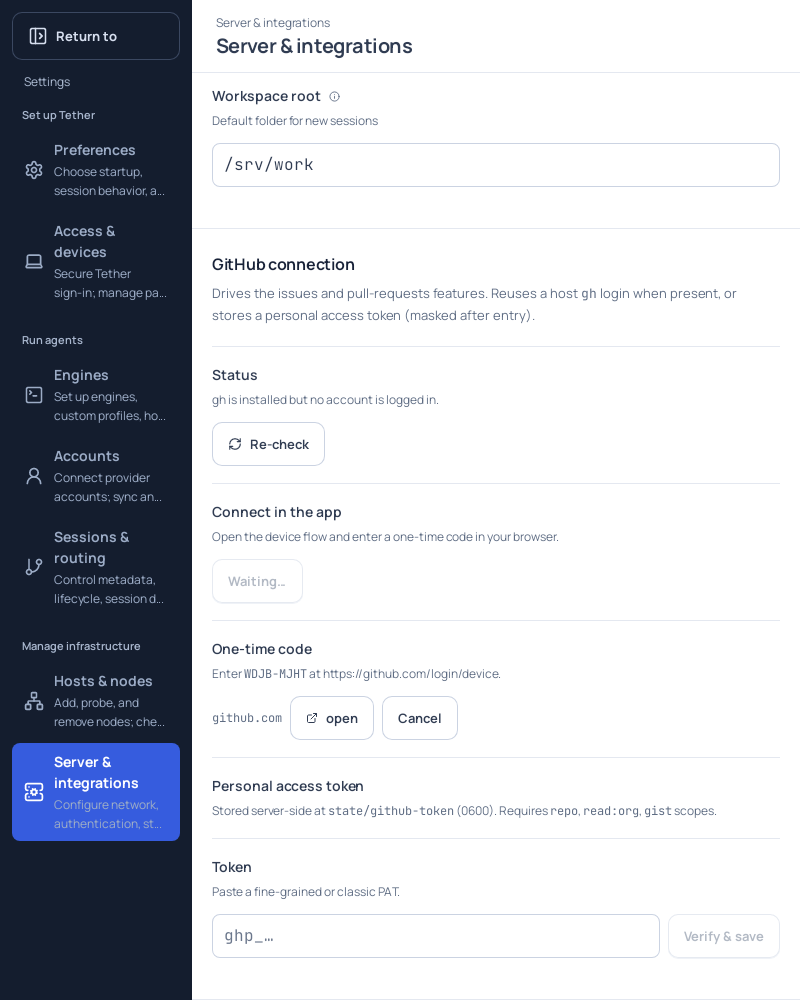 Return to
Settings
Set up Tether
Preferences
Choose startup,
session behavior, a...
Access &
devices
Secure Tether
sign-in; manage pa...
Run agents
Engines
Set up engines,
custom profiles, ho...
Accounts
Connect provider
accounts; sync an...
Sessions &
routing
Control metadata,
lifecycle, session d...
Manage infrastructure
Hosts & nodes
Add, probe, and
remove nodes; che...
Server &
integrations
Configure network,
authentication, st...
Server & integrations
Server & integrations
Workspace root
Default folder for new sessions
/srv/work
GitHub connection
Drives the issues and pull-requests features. Reuses a host gh login when present, or
stores a personal access token (masked after entry).
Status
gh is installed but no account is logged in.
Re-check
Connect in the app
Open the device flow and enter a one-time code in your browser.
Waiting...
One-time code
Enter WDJB-MJHT at https://github.com/login/device.
github.com open Cancel
Personal access token
Stored server-side at state/github-token (0600). Requires repo, read:org, gist scopes.
Token
Paste a fine-grained or classic PAT.
ghp_… Verify & save